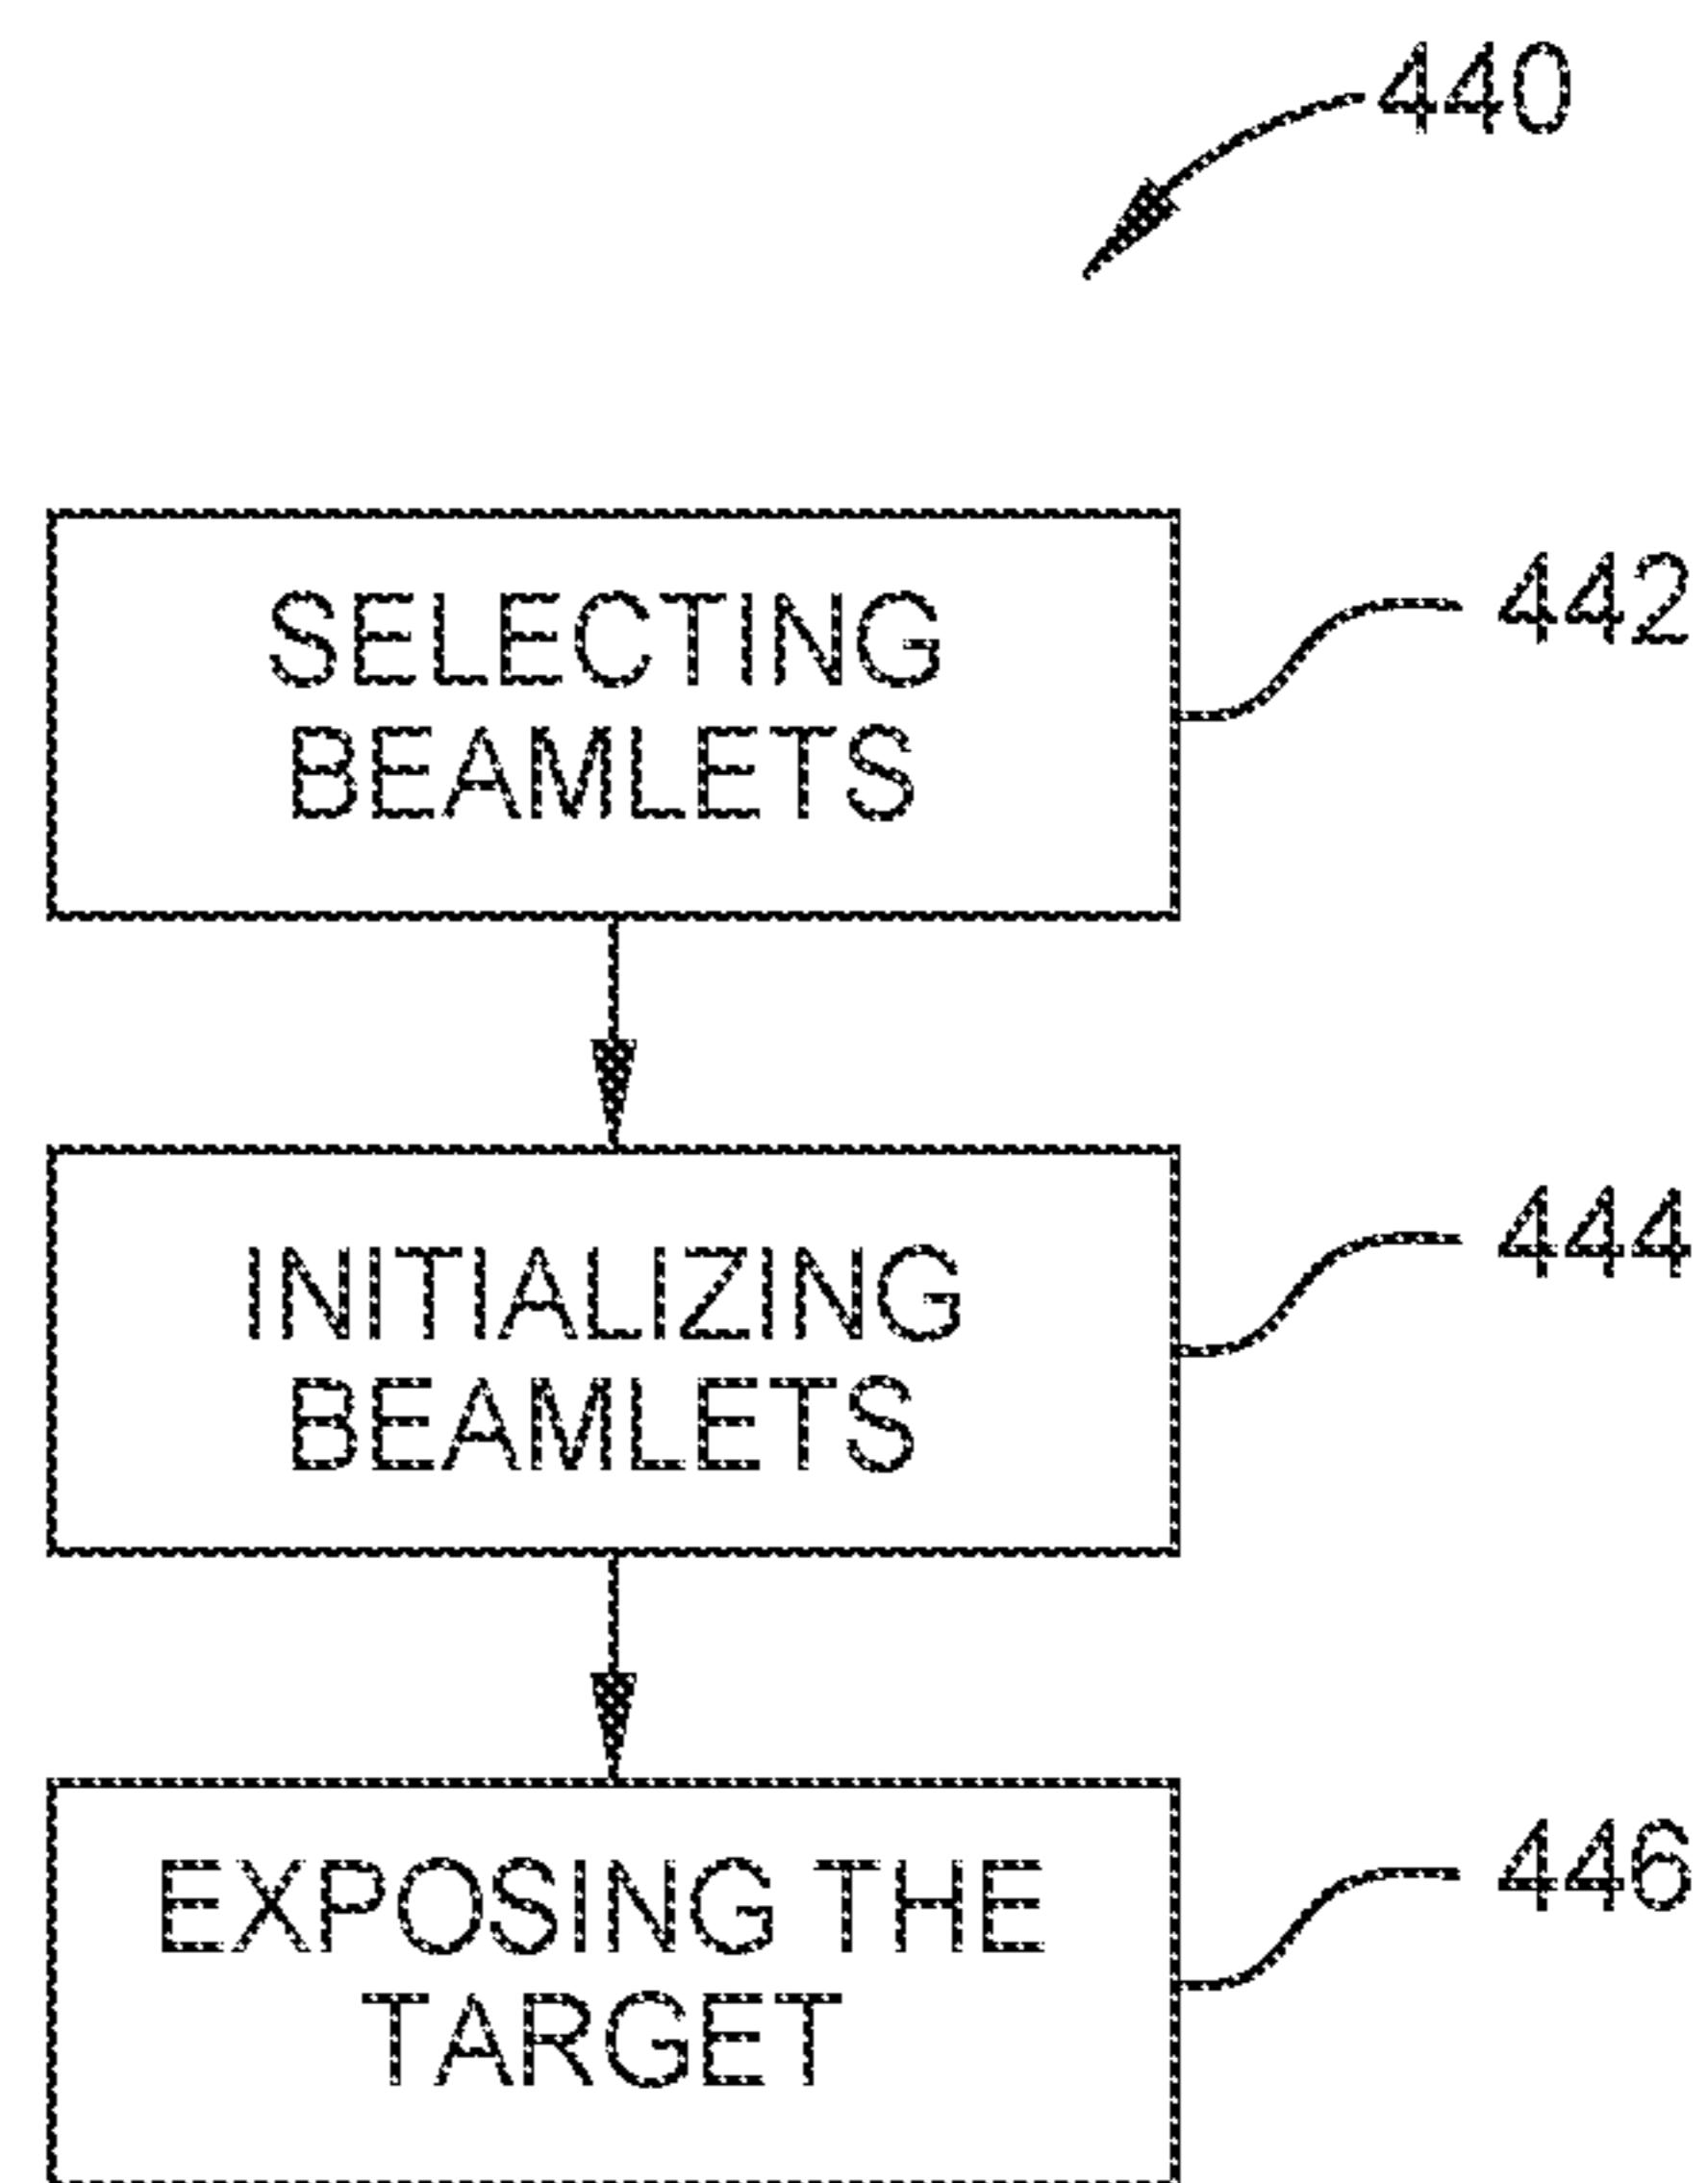 440
SELECTING
BEAMLETS
442
INITIALIZING
BEAMLETS
444
EXPOSING THE
TARGET
446